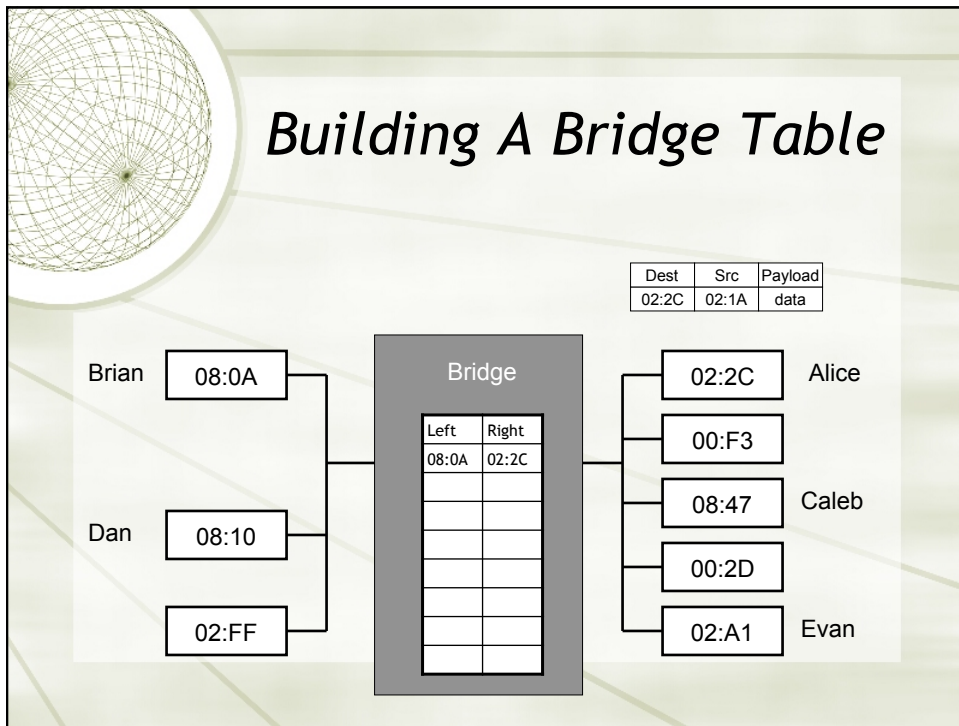 Building A Bridge Table
Dest Src Payload
02:2C 02:1A data
Brian 08:0A
Dan 08:10
02:FF
Bridge
Left Right
08:0A 02:2C
02:2C Alice
00:F3
08:47 Caleb
00:2D
02:A1 Evan